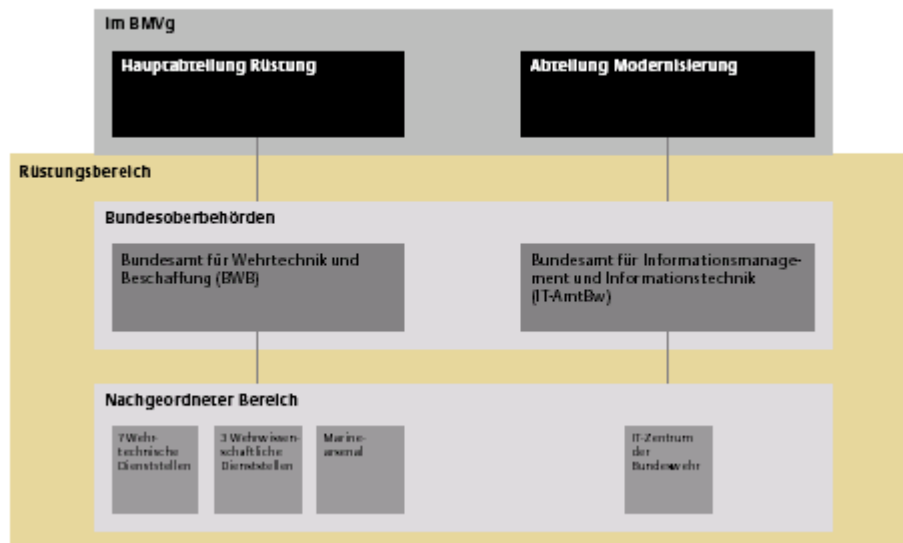 Im BMVg
Hauptabteilung Rüstung
Abteilung Modernisierung
Rüstungsbereich
Bundesoberbehörden
Bundesamt für Wehrtechnik und
Beschaffung (BWB)
Bundesamt für Informationsmanage-
ment und Informationstechnik
(IT-AmtBw)
Nachgeordneter Bereich
7 Wehr-
technische
Dienststellen
3 Wehrwissen-
schaftliche
Dienststellen
Marine-
arsenal
IT-Zentrum
der
Bundeswehr